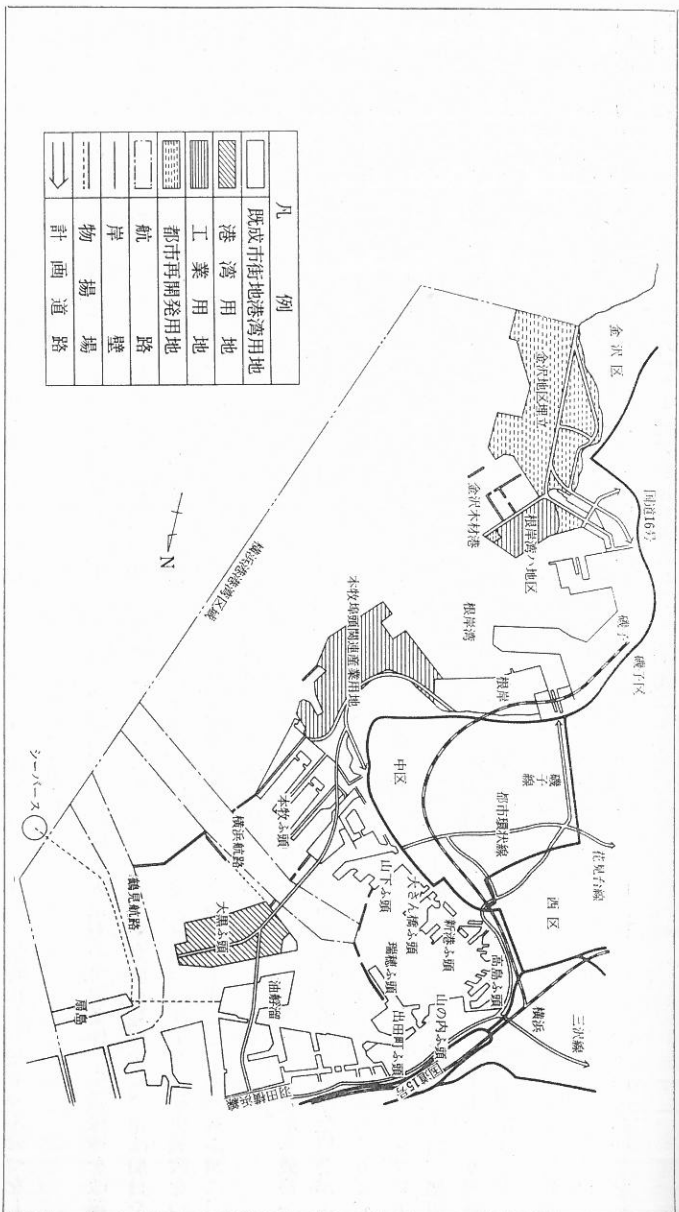 凡例
既成市街地港湾用地
港湾用地
工業用地
都市再開発用地
航路
岸壁
物揚場
計画道路
金沢区
金沢地区埋立
国道16号
金沢木材港
根岸湾ハ地区
磯子
磯子区
根岸湾
根岸
本牧埠頭関連産業用地
横浜港港湾区域
N
中区
磯子線
都市環状線
花見台線
西区
本牧ふ頭
横浜航路
山下ふ頭
大さん橋ふ頭
新港ふ頭
高島ふ頭
横浜
三沢線
瑞穂ふ頭
山の内ふ頭
出田町ふ頭
国道15号
大黒ふ頭
鶴見航路
シーバース
扇島
油艀溜
羽田横浜線